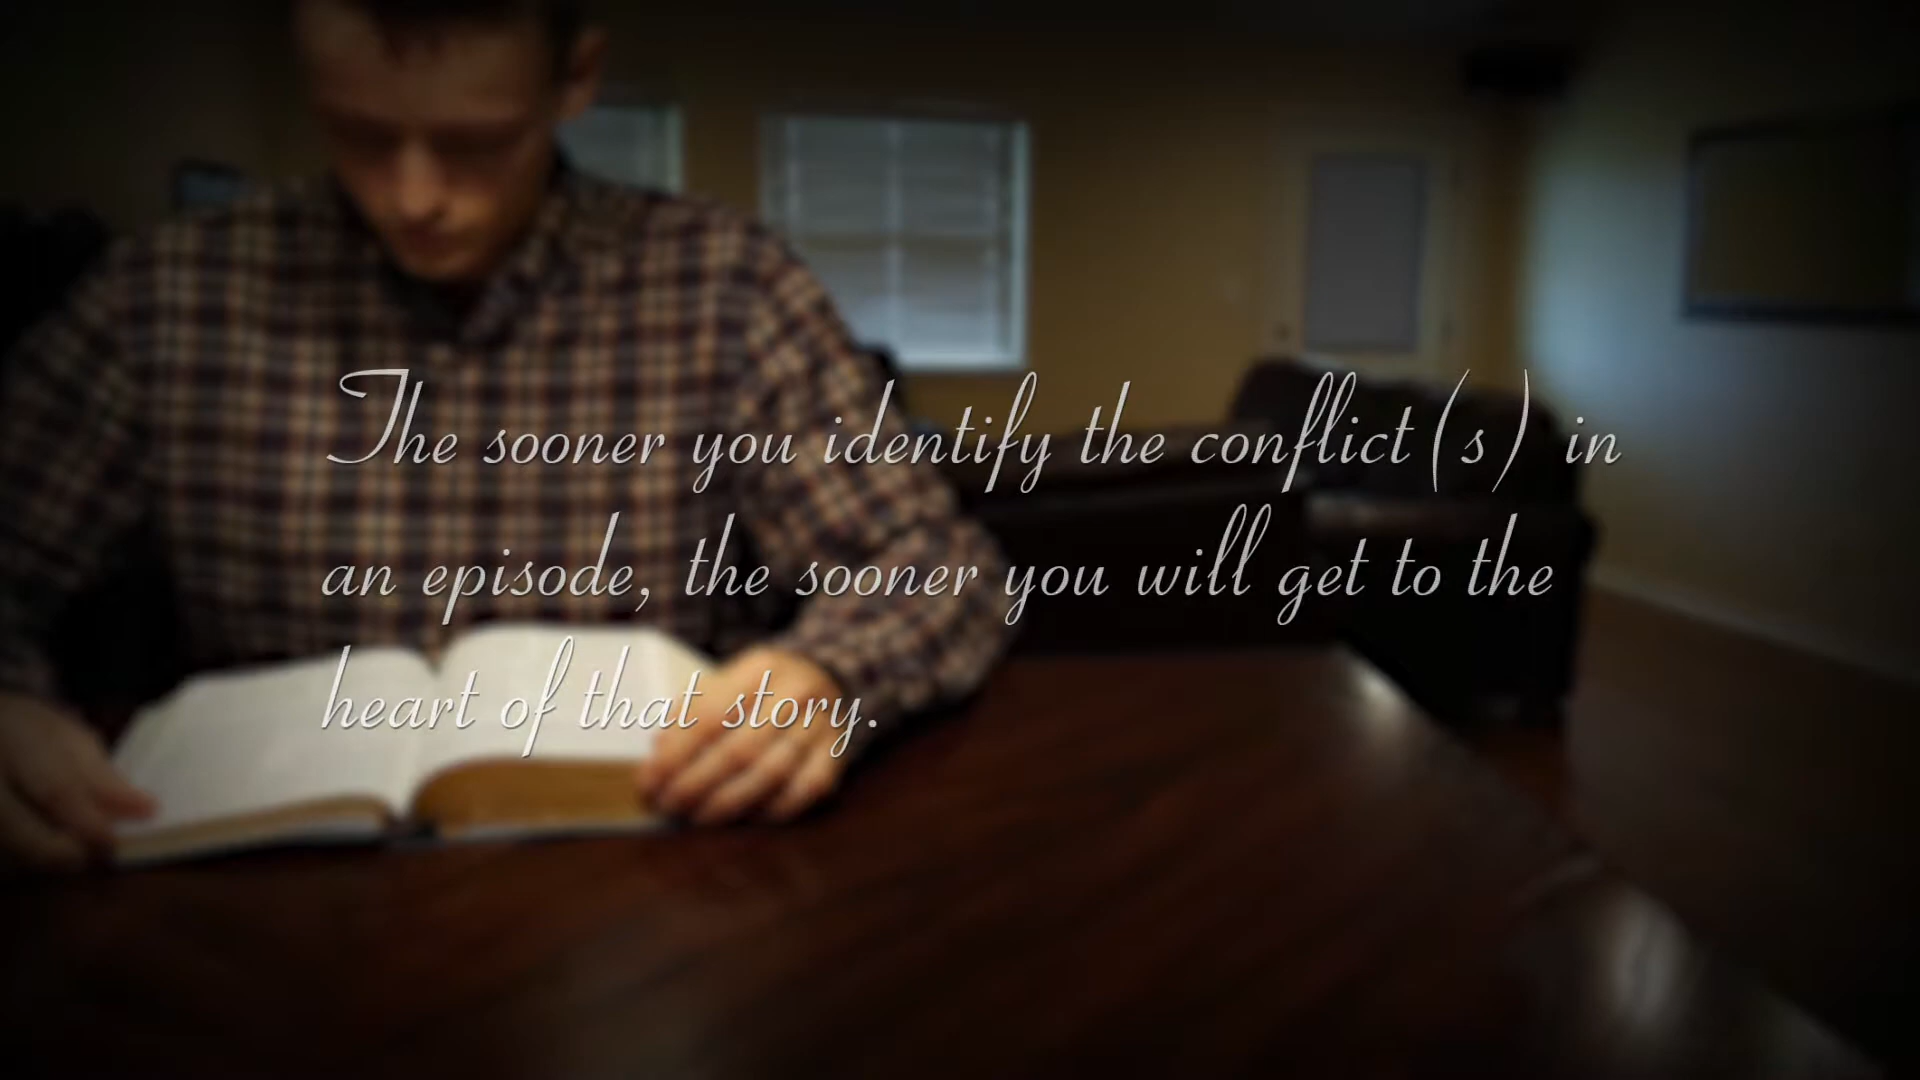 The sooner you identify the conflict(s) in
an episode, the sooner you will get to the
heart of that story.